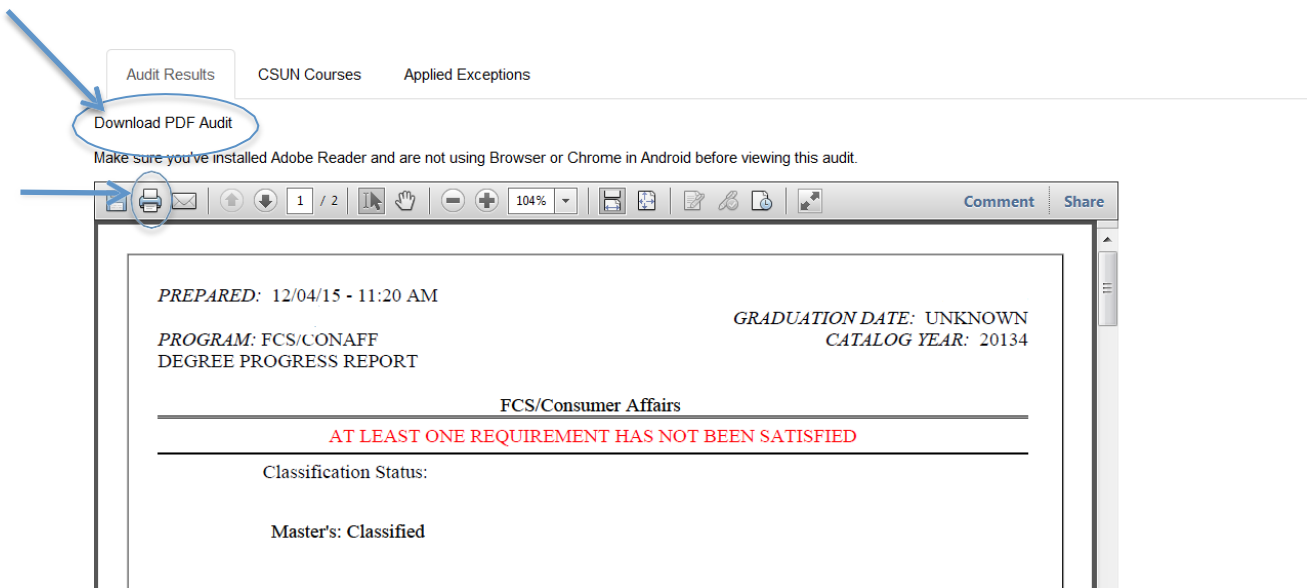 Audit Results CSUN Courses Applied Exceptions
Download PDF Audit
Make sure you've installed Adobe Reader and are not using Browser or Chrome in Android before viewing this audit.
1 / 2 104% Comment Share
PREPARED: 12/04/15 - 11:20 AM
GRADUATION DATE: UNKNOWN
PROGRAM: FCS/CONAFF CATALOG YEAR: 20134
DEGREE PROGRESS REPORT
FCS/Consumer Affairs
AT LEAST ONE REQUIREMENT HAS NOT BEEN SATISFIED
Classification Status:
Master's: Classified